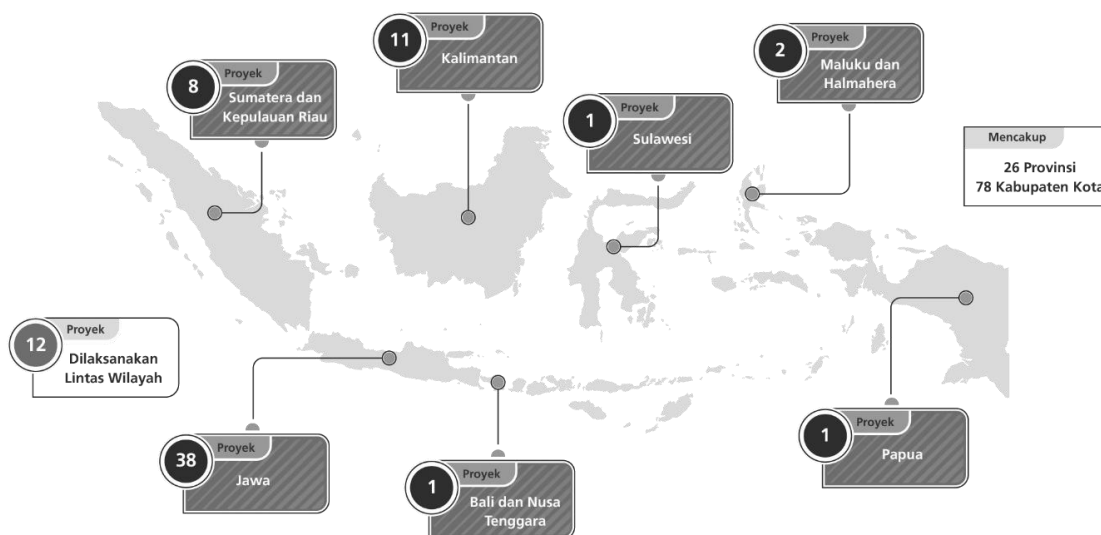 11
Proyek
Kalimantan
2
Proyek
Maluku dan
Halmahera
8
Proyek
Sumatera dan
Kepulauan Riau
1
Proyek
Sulawesi
Mencakup
26 Provinsi
78 Kabupaten Kota
12
Proyek
Dilaksanakan
Lintas Wilayah
38
Proyek
Jawa
1
Proyek
Bali dan Nusa
Tenggara
1
Proyek
Papua